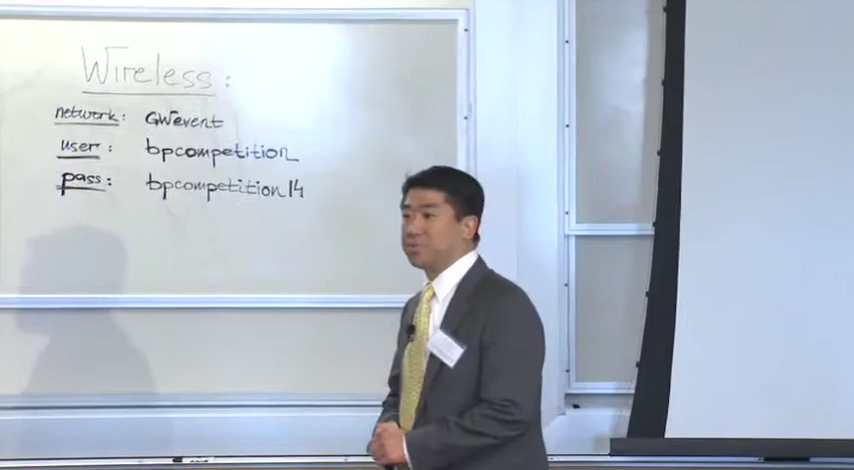 Wireless :
network: GWevent
user : bpcompetition
pass : bpcompetition14